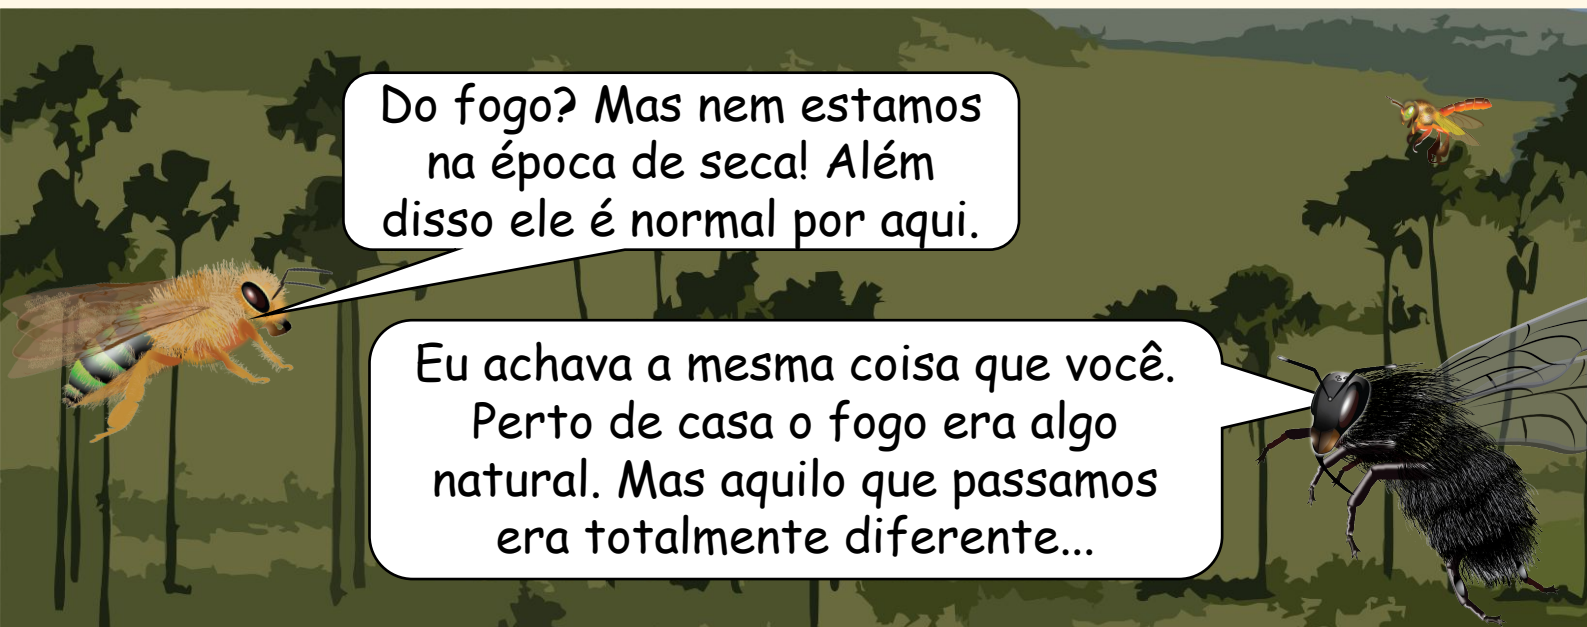 Do fogo? Mas nem estamos
na época de seca! Além
disso ele é normal por aqui.
Eu achava a mesma coisa que você.
Perto de casa o fogo era algo
natural. Mas aquilo que passamos
era totalmente diferente...